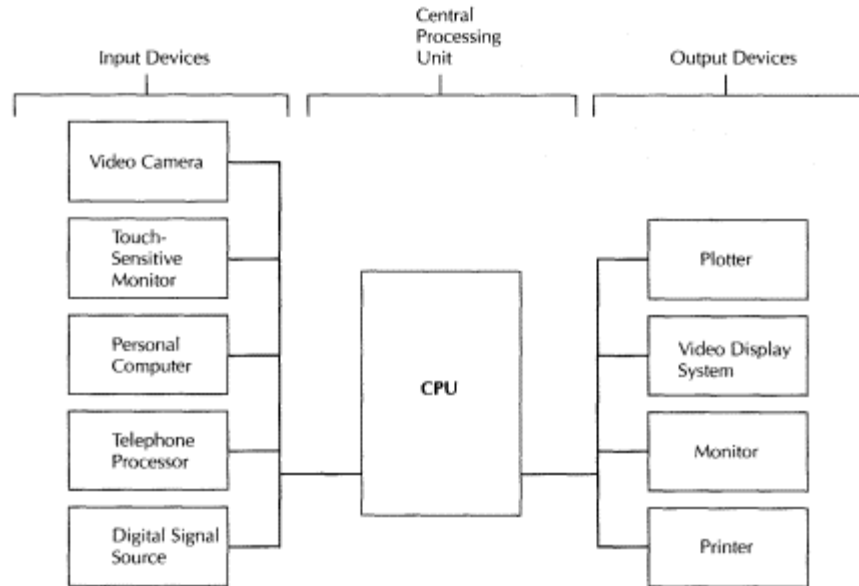 Input Devices
Central
Processing
Unit
Output Devices
Video Camera
Touch-
Sensitive
Monitor
Personal
Computer
Telephone
Processor
Digital Signal
Source
CPU
Plotter
Video Display
System
Monitor
Printer